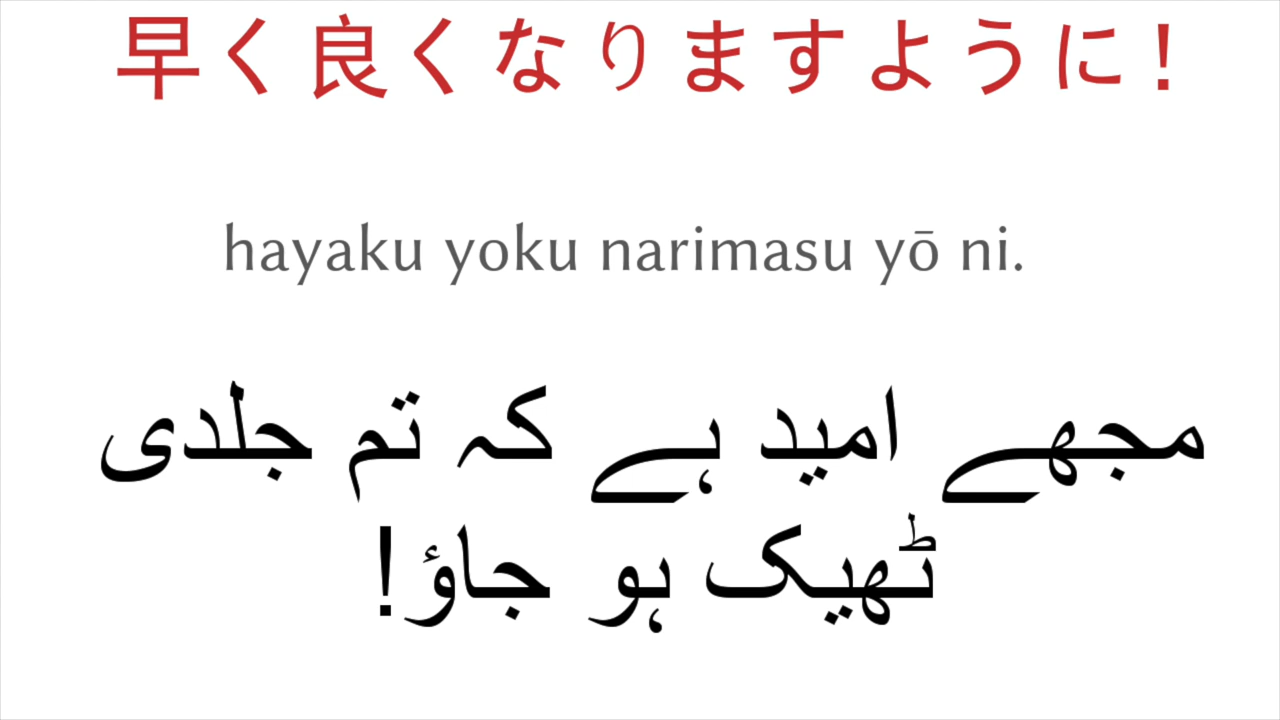 早く良くなりますように!
hayaku yoku narimasu yō ni.
مجھے امید ہے کہ تم جلدی
ٹھیک ہو جاؤ!